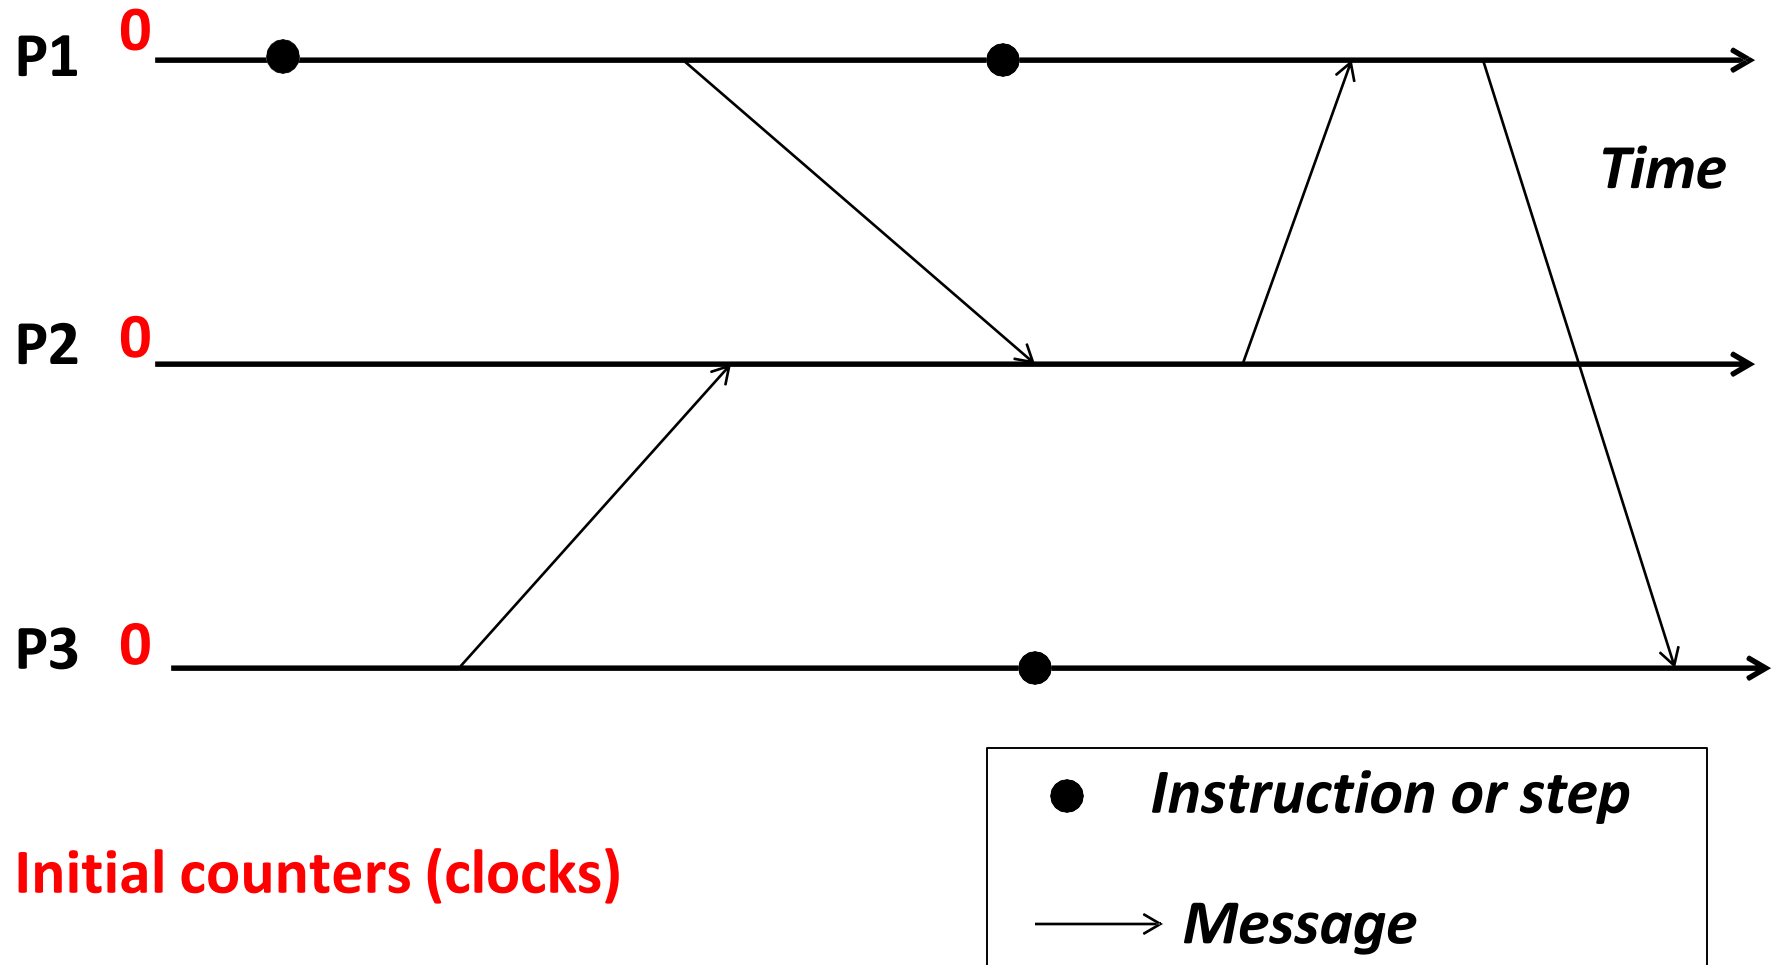 P1 0
Time
P2 0
P3 0
Instruction or step
Initial counters (clocks)
Message